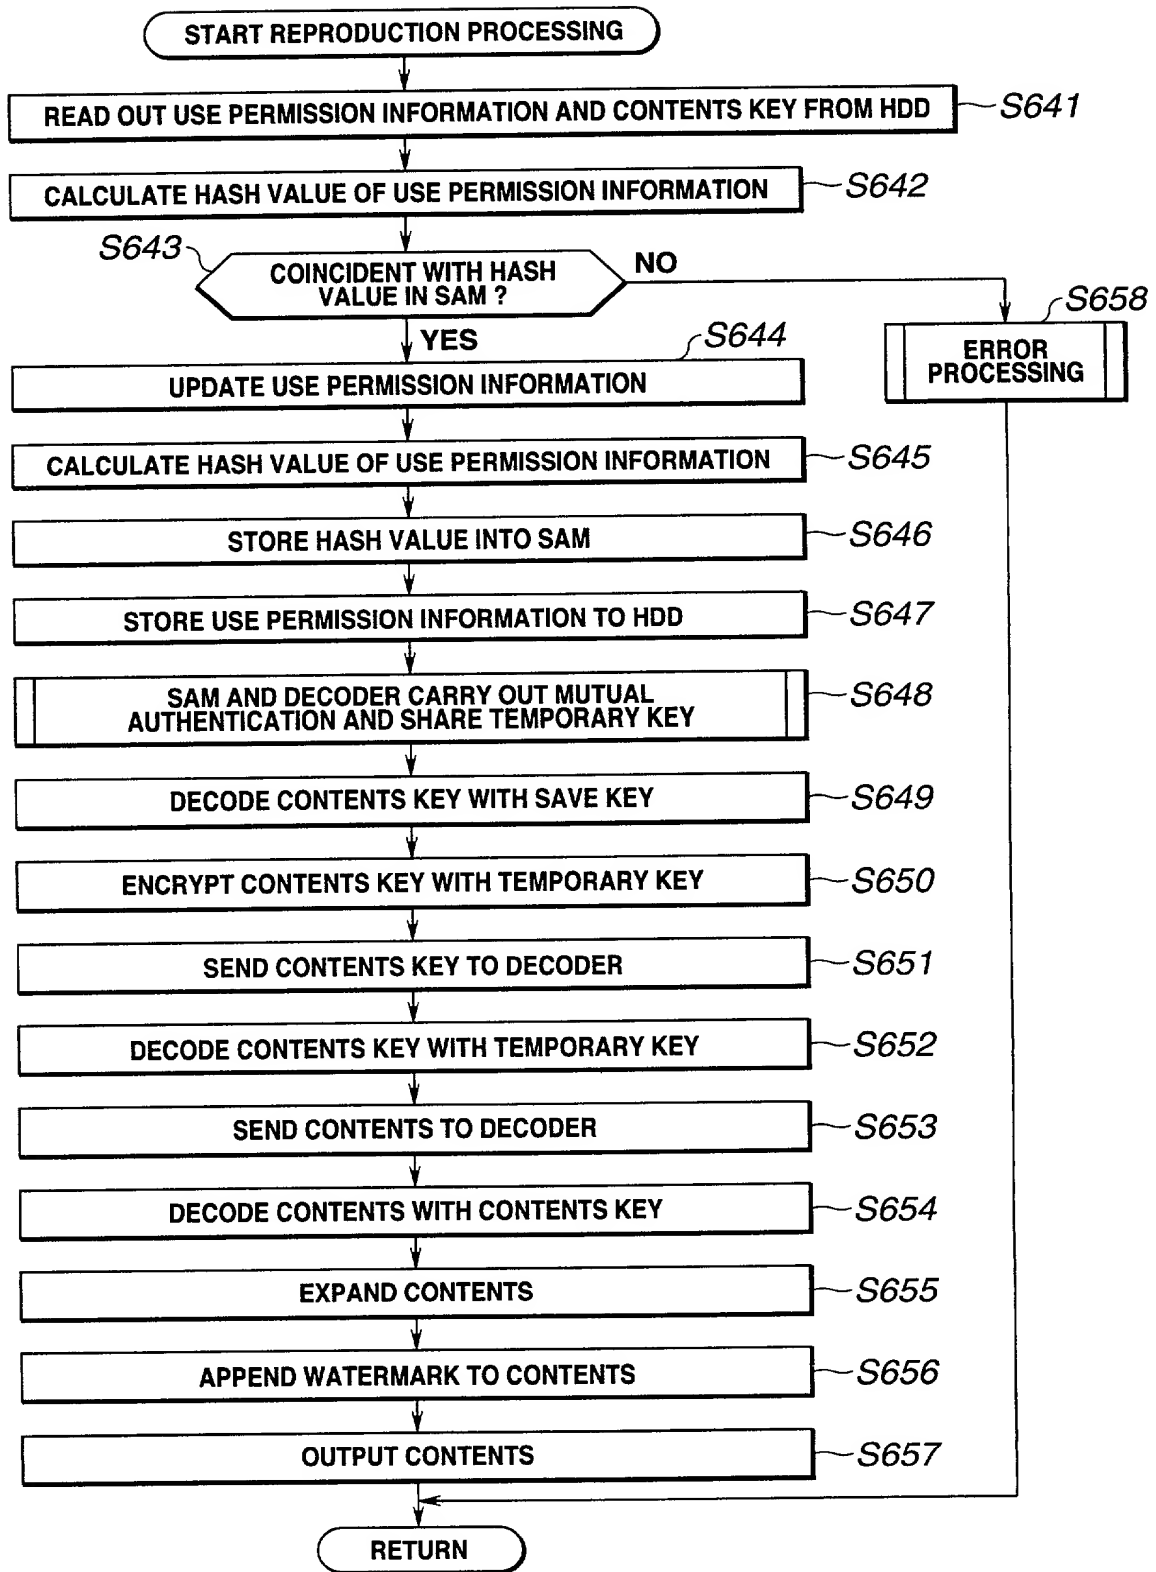 START REPRODUCTION PROCESSING
READ OUT USE PERMISSION INFORMATION AND CONTENTS KEY FROM HDD
S641
CALCULATE HASH VALUE OF USE PERMISSION INFORMATION
S642
S643
COINCIDENT WITH HASH
VALUE IN SAM ?
NO
YES
S658
ERROR
PROCESSING
S644
UPDATE USE PERMISSION INFORMATION
CALCULATE HASH VALUE OF USE PERMISSION INFORMATION
S645
STORE HASH VALUE INTO SAM
S646
STORE USE PERMISSION INFORMATION TO HDD
S647
SAM AND DECODER CARRY OUT MUTUAL
AUTHENTICATION AND SHARE TEMPORARY KEY
S648
DECODE CONTENTS KEY WITH SAVE KEY
S649
ENCRYPT CONTENTS KEY WITH TEMPORARY KEY
S650
SEND CONTENTS KEY TO DECODER
S651
DECODE CONTENTS KEY WITH TEMPORARY KEY
S652
SEND CONTENTS TO DECODER
S653
DECODE CONTENTS WITH CONTENTS KEY
S654
EXPAND CONTENTS
S655
APPEND WATERMARK TO CONTENTS
S656
OUTPUT CONTENTS
S657
RETURN